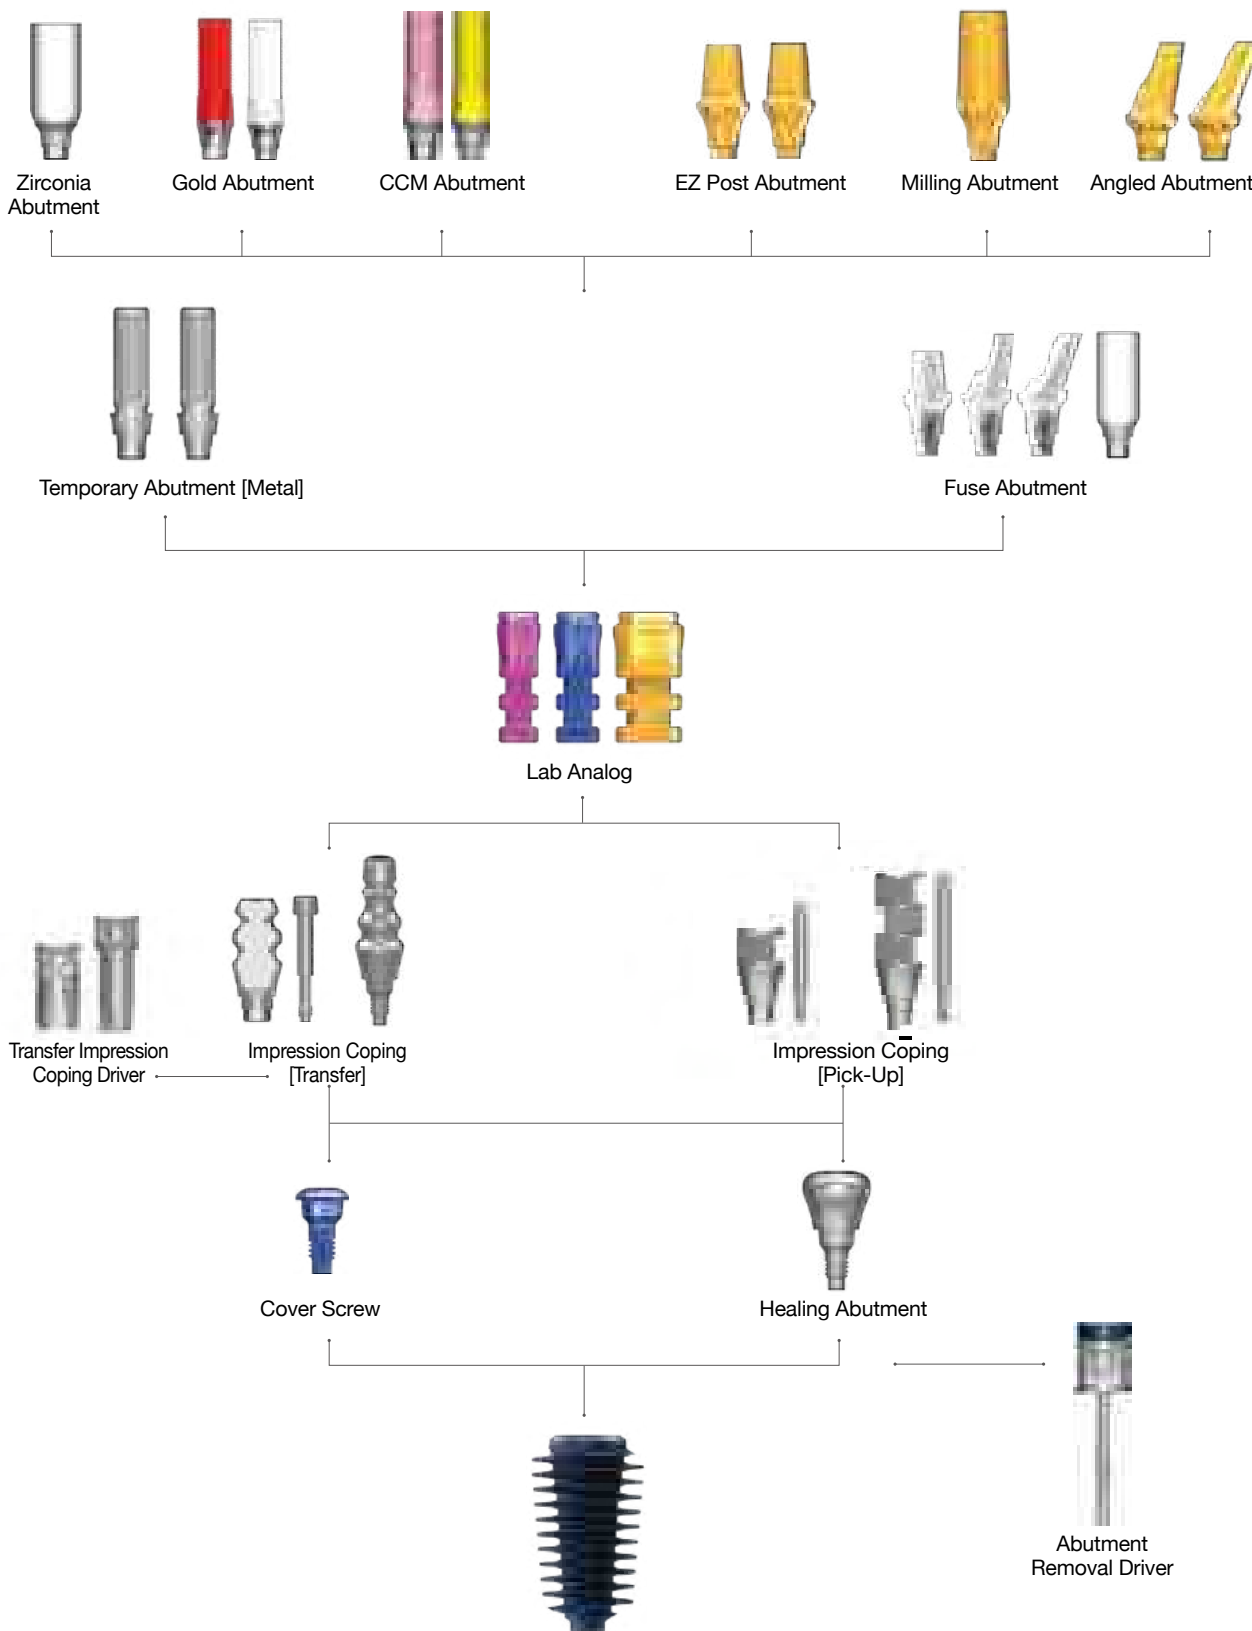 Zirconia
Abutment
Gold Abutment
CCM Abutment
EZ Post Abutment
Milling Abutment
Angled Abutment
Temporary Abutment [Metal]
Fuse Abutment
Lab Analog
Transfer Impression
Coping Driver
Impression Coping
[Transfer]
Impression Coping
[Pick-Up]
Cover Screw
Healing Abutment
Abutment
Removal Driver